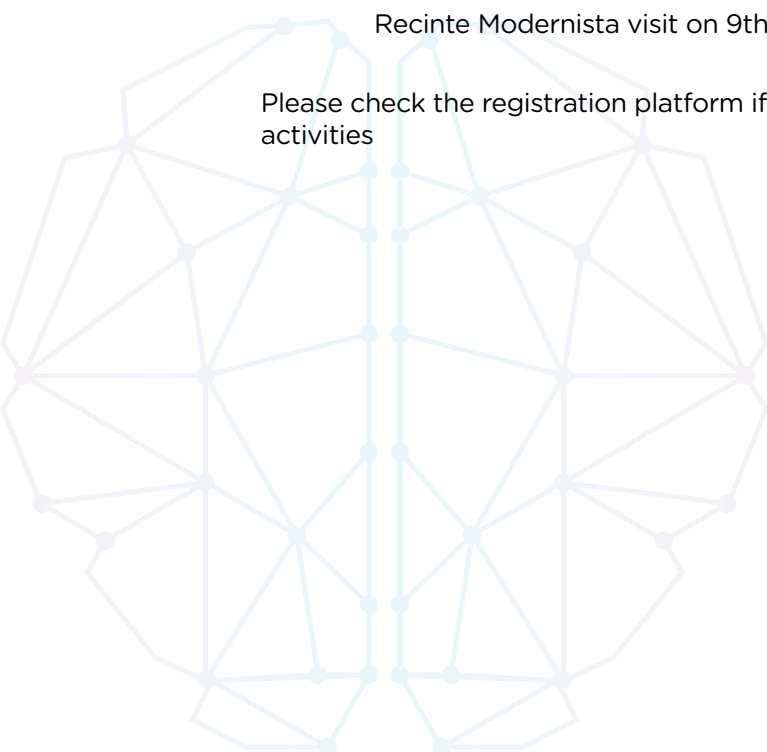 Recinte Modernista visit on 9th
Please check the registration platform if
activities